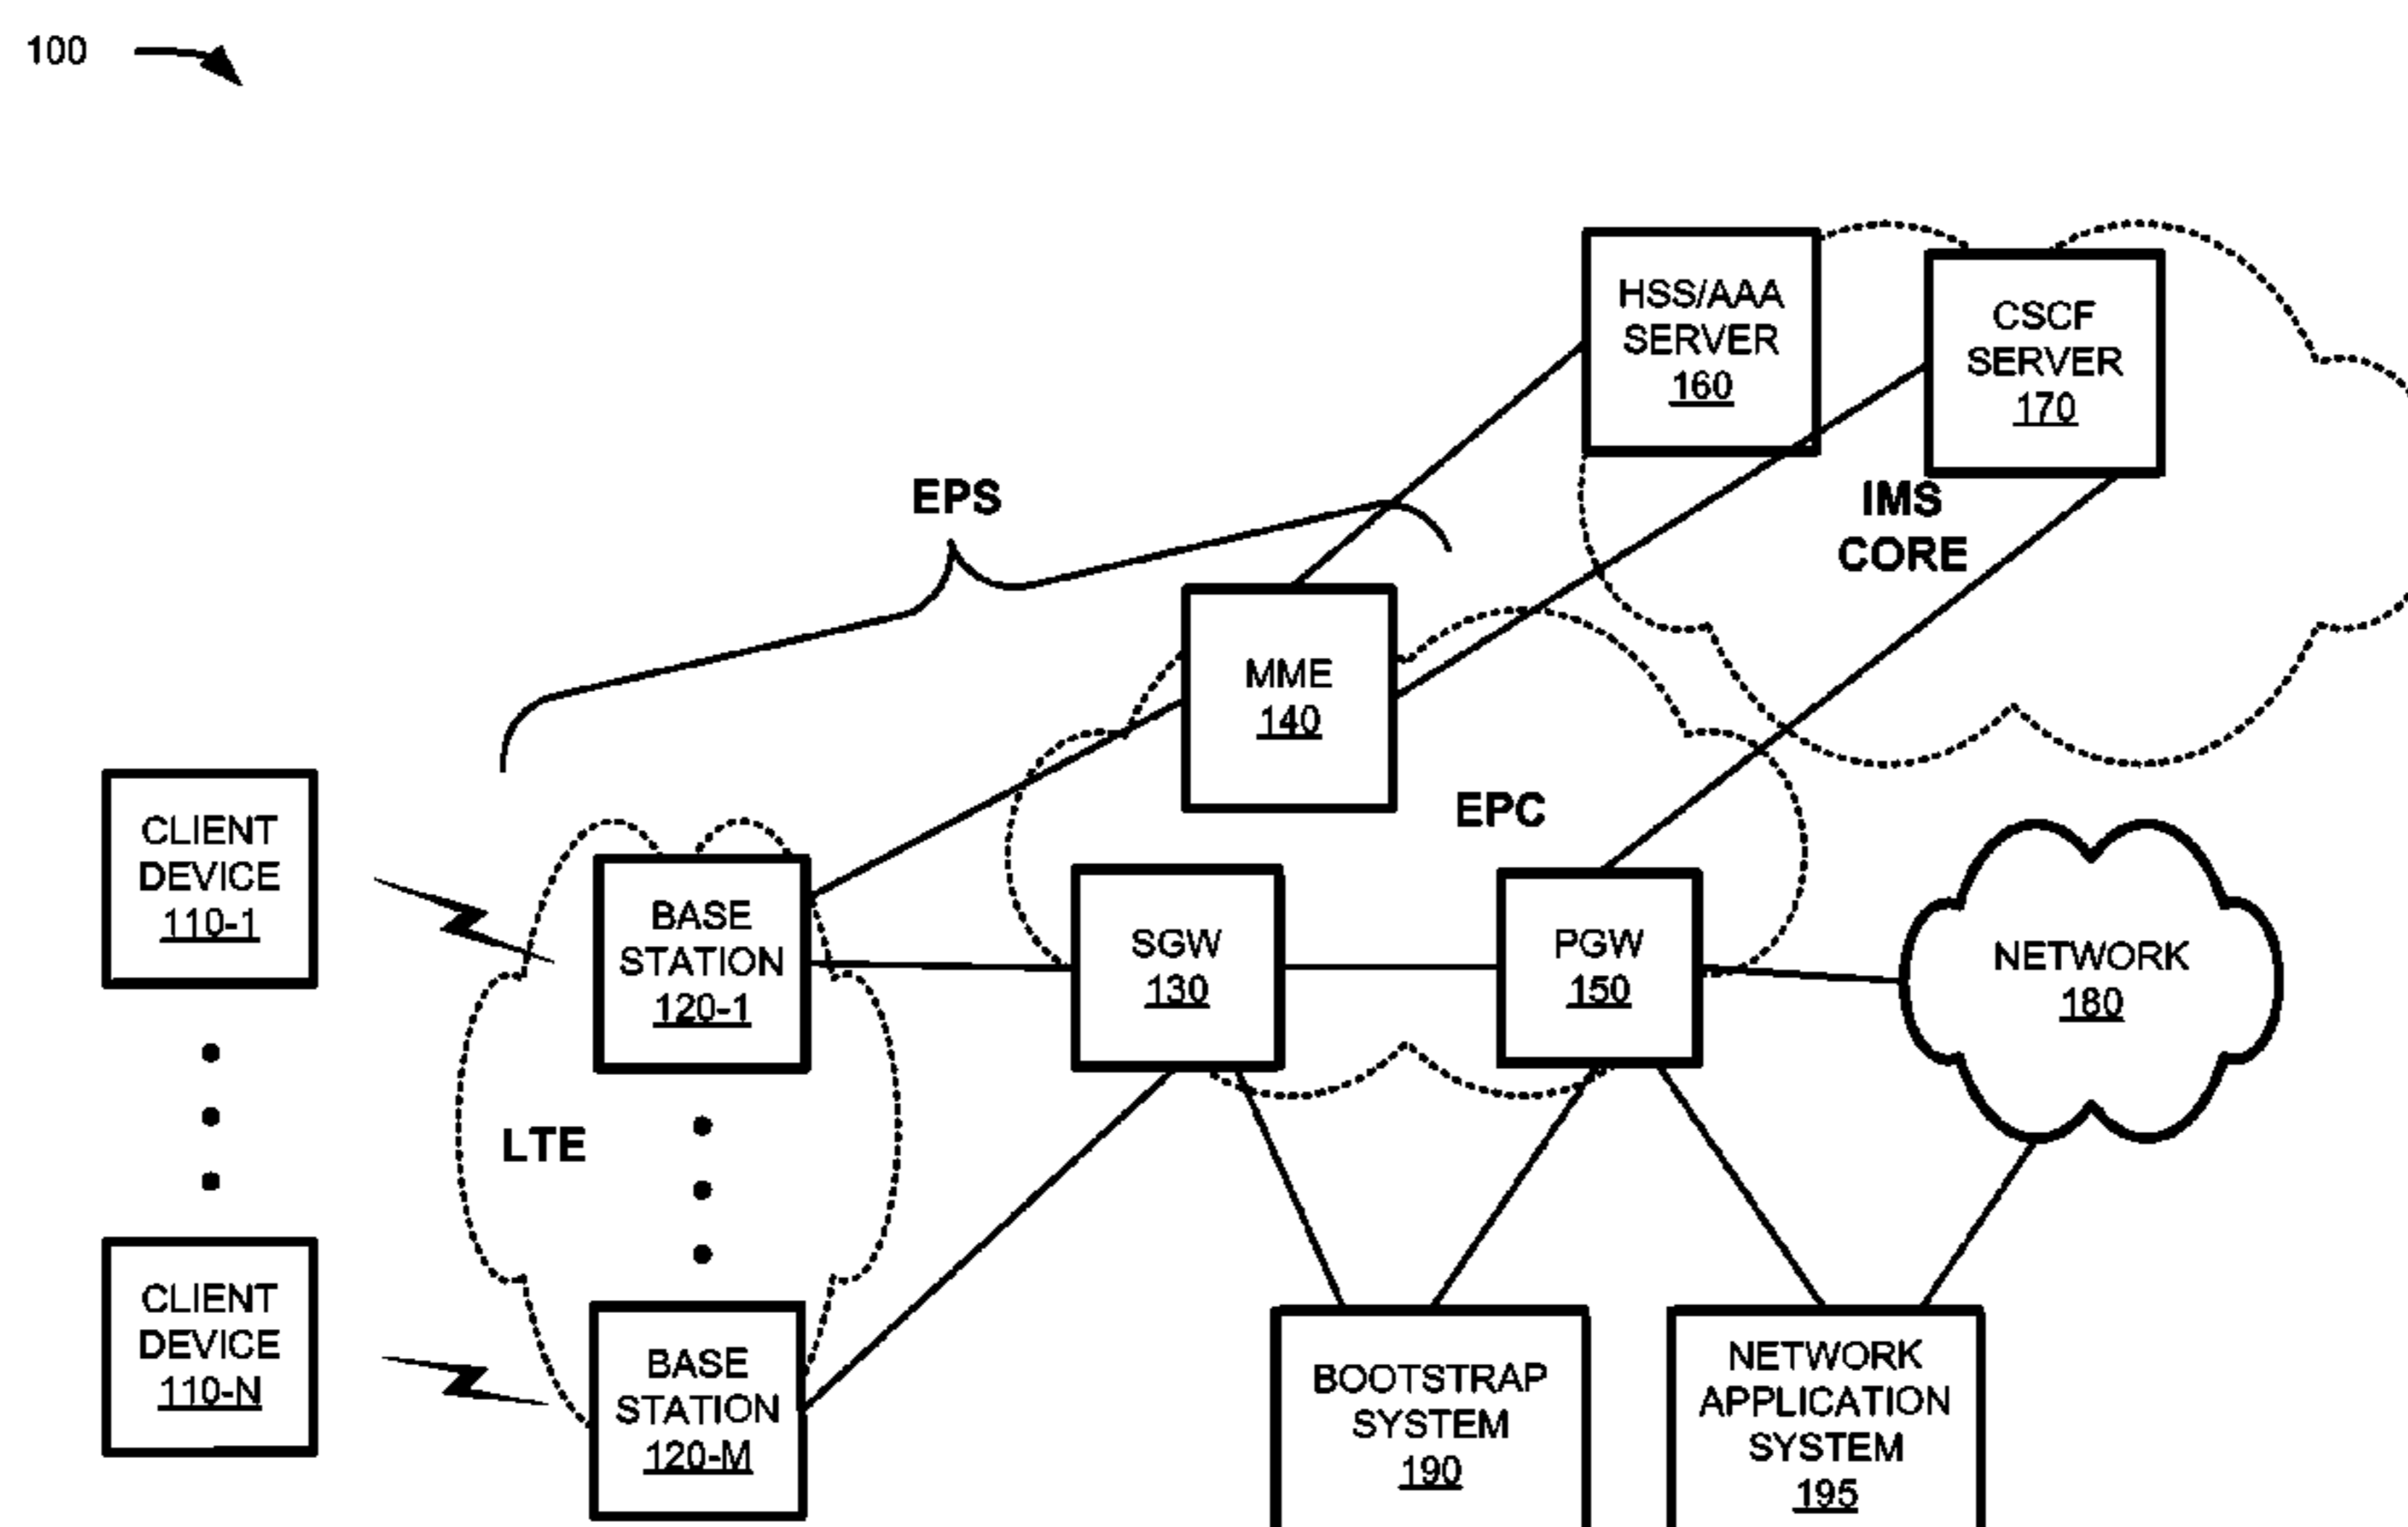 100
HSS/AAA
SERVER
160
CSCF
SERVER
170
EPS
IMS
CORE
MME
140
EPC
CLIENT
DEVICE
110-1
BASE
STATION
120-1
SGW
130
PGW
150
NETWORK
180
LTE
CLIENT
DEVICE
110-N
BASE
STATION
120-M
BOOTSTRAP
SYSTEM
190
NETWORK
APPLICATION
SYSTEM
195